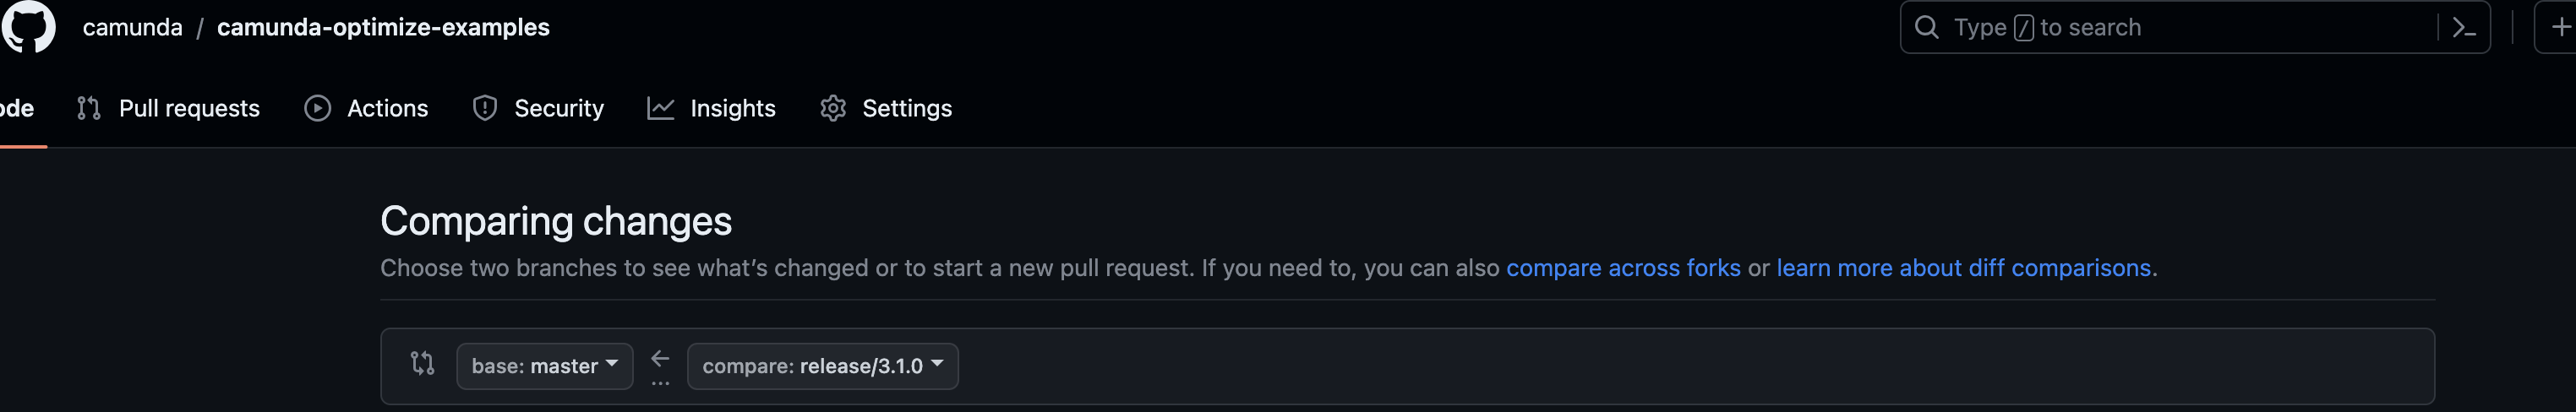 camunda / camunda-optimize-examples
Type / to search
Pull requests Actions Security Insights Settings
Comparing changes
Choose two branches to see what’s changed or to start a new pull request. If you need to, you can also compare across forks or learn more about diff comparisons.
base: master compare: release/3.1.0